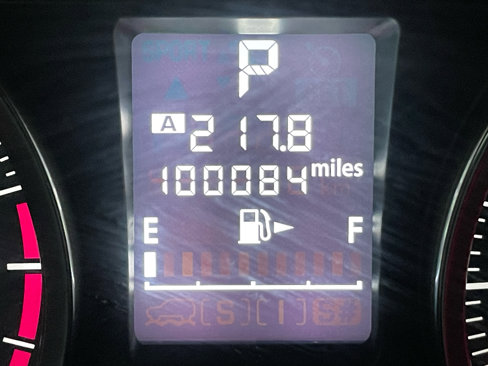 P
A 217.8
100084 miles
E F
[S] [I] S#